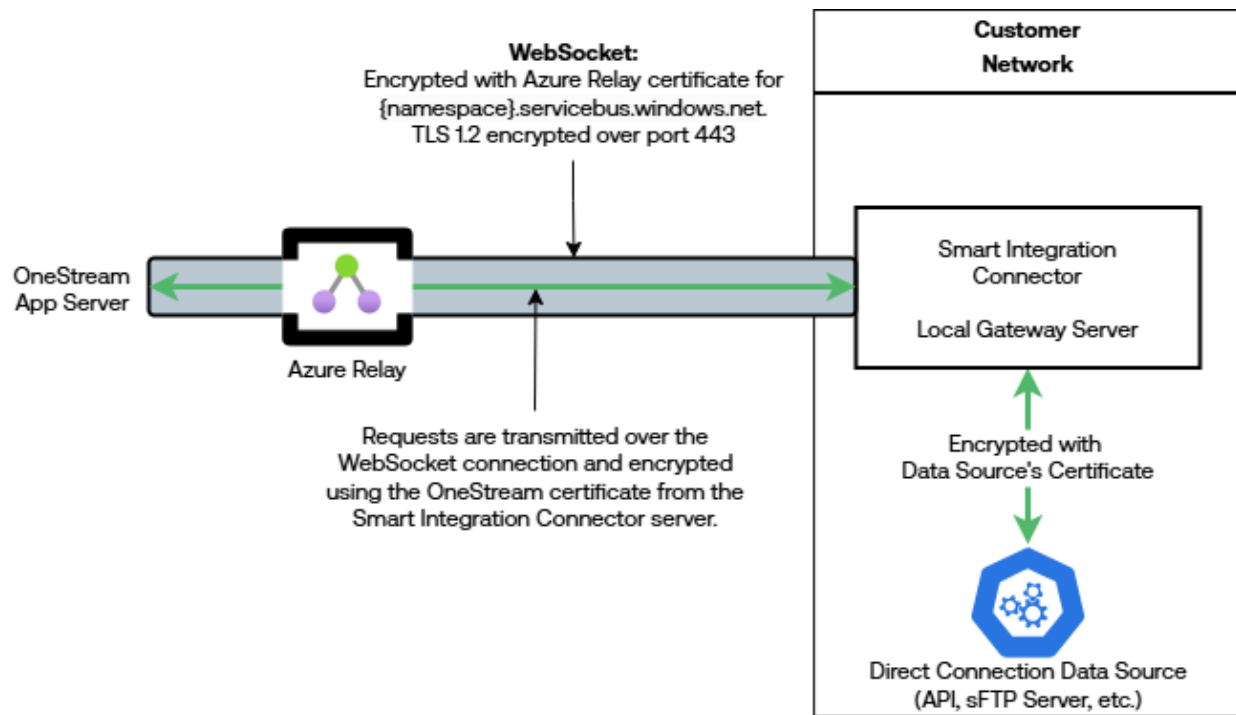 WebSocket:
Encrypted with Azure Relay certificate for
{namespace}.servicebus.windows.net.
TLS 1.2 encrypted over port 443
Customer
Network
OneStream
App Server
Azure Relay
Smart Integration
Connector
Local Gateway Server
Requests are transmitted over the
WebSocket connection and encrypted
using the OneStream certificate from the
Smart Integration Connector server.
Encrypted with
Data Source's Certificate
Direct Connection Data Source
(API, sFTP Server, etc.)